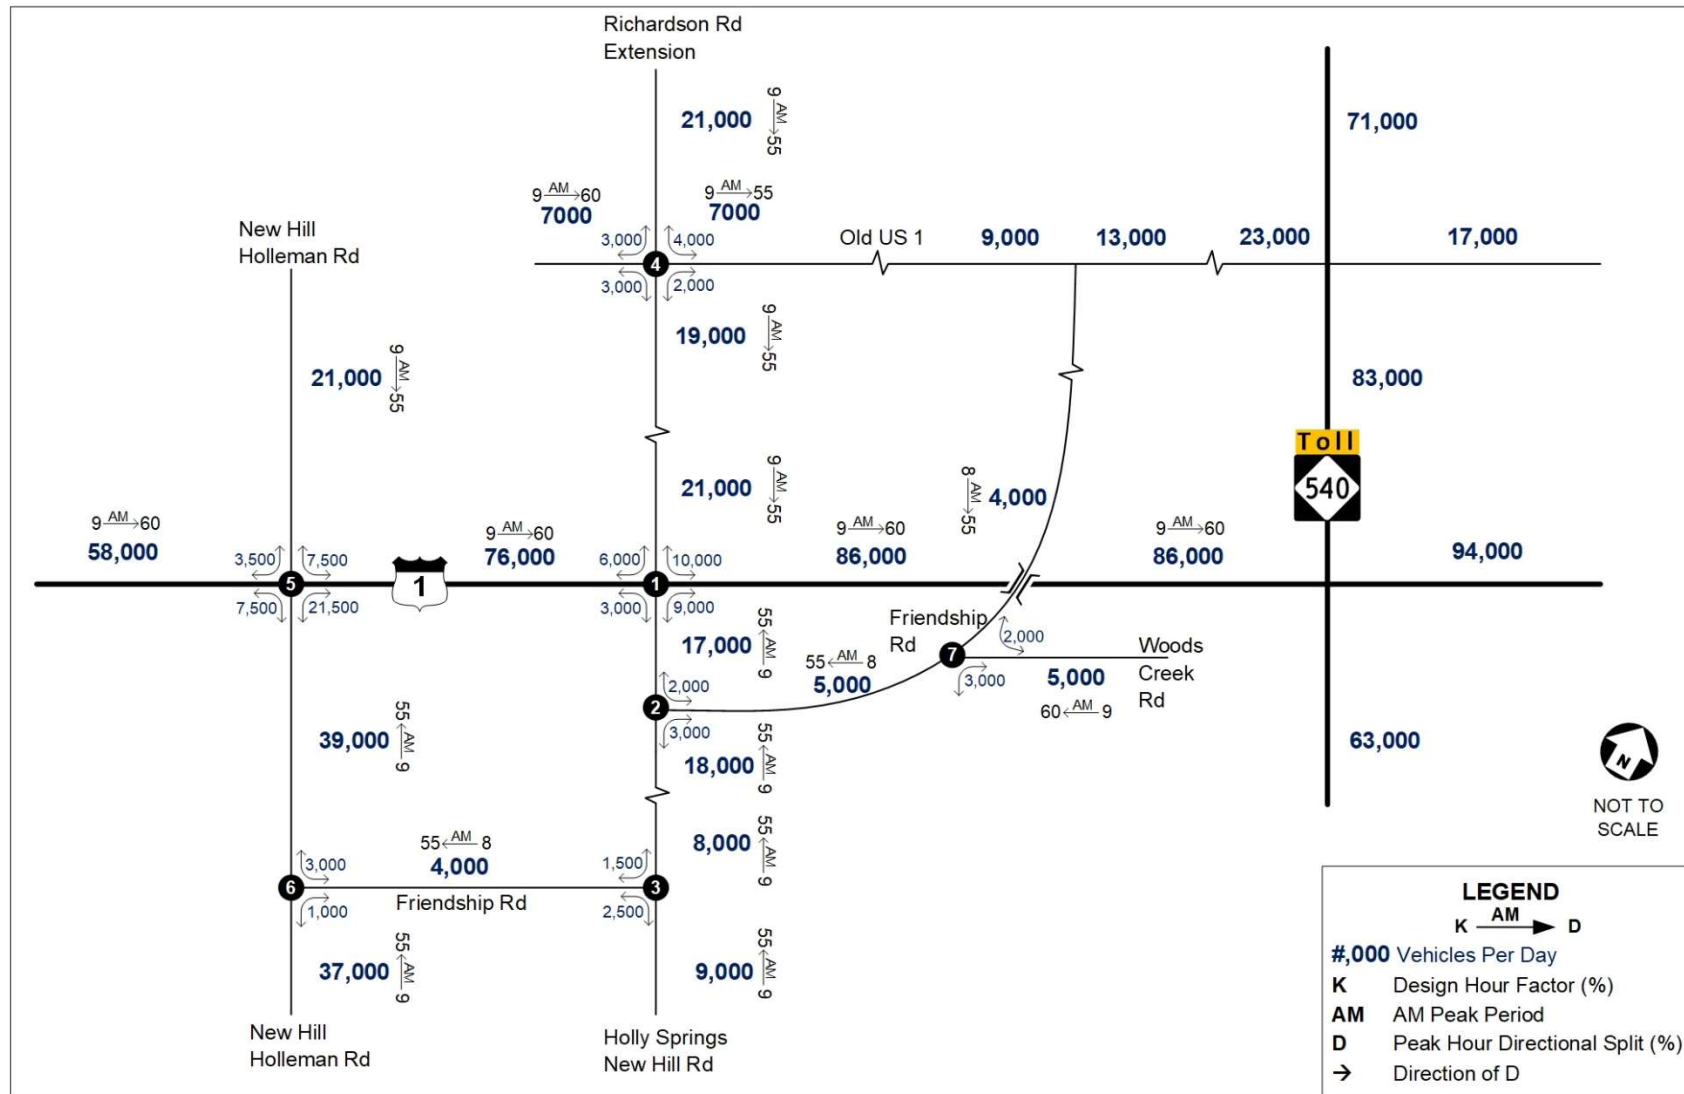 Richardson Rd
Extension
21,000
9 AM 55
71,000
9 AM 60
7000
9 AM 55
7000
New Hill
Holleman Rd
3,000
4,000
4
3,000
2,000
Old US 1
9,000
13,000
23,000
17,000
19,000
9 AM 55
21,000
9 AM 55
83,000
Toll
540
21,000
9 AM 55
8 AM 55
4,000
9 AM 60
58,000
9 AM 60
76,000
9 AM 60
86,000
9 AM 60
86,000
94,000
3,500
7,500
5
7,500
21,500
1
6,000
10,000
1
3,000
9,000
17,000
55 AM 9
Friendship
Rd
7
2,000
3,000
Woods
Creek
Rd
5,000
60 AM 9
55 AM 8
5,000
2,000
2
3,000
18,000
55 AM 9
63,000
39,000
55 AM 9
N
NOT TO
SCALE
8,000
55 AM 9
55 AM 8
4,000
3,000
6
1,000
Friendship Rd
1,500
3
2,500
37,000
55 AM 9
9,000
55 AM 9
New Hill
Holleman Rd
Holly Springs
New Hill Rd
LEGEND
K AM D
#,000 Vehicles Per Day
K Design Hour Factor (%)
AM AM Peak Period
D Peak Hour Directional Split (%)
→ Direction of D